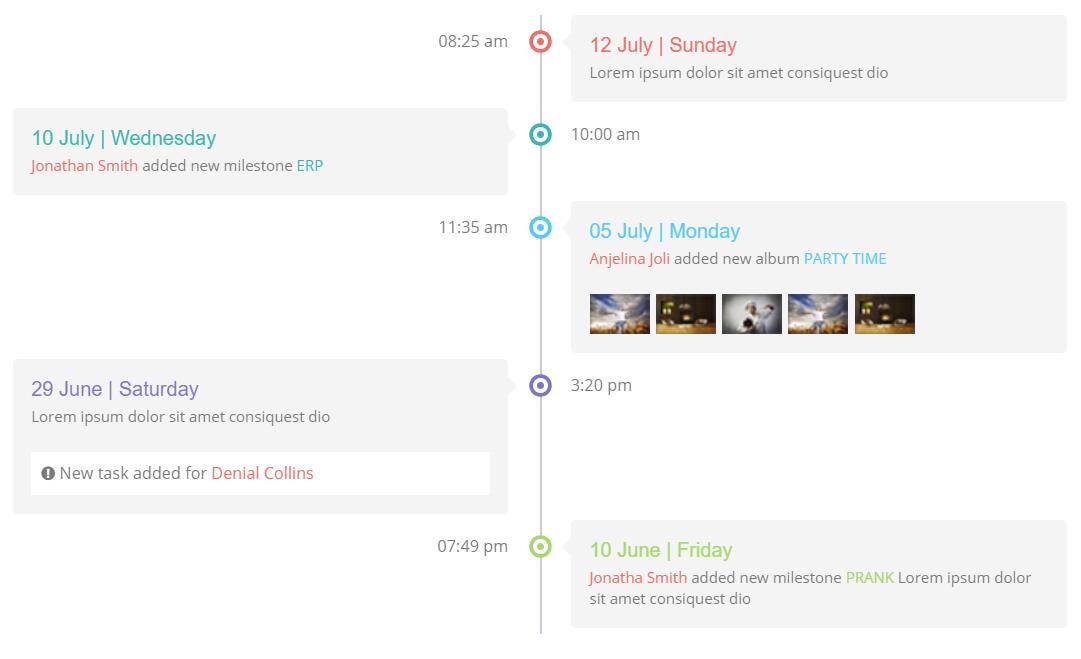 08:25 am
12 July | Sunday
Lorem ipsum dolor sit amet consiquest dio
10 July | Wednesday
Jonathan Smith added new milestone ERP
10:00 am
11:35 am
05 July | Monday
Anjelina Joli added new album PARTY TIME
29 June | Saturday
Lorem ipsum dolor sit amet consiquest dio
New task added for Denial Collins
3:20 pm
07:49 pm
10 June | Friday
Jonatha Smith added new milestone PRANK Lorem ipsum dolor
sit amet consiquest dio